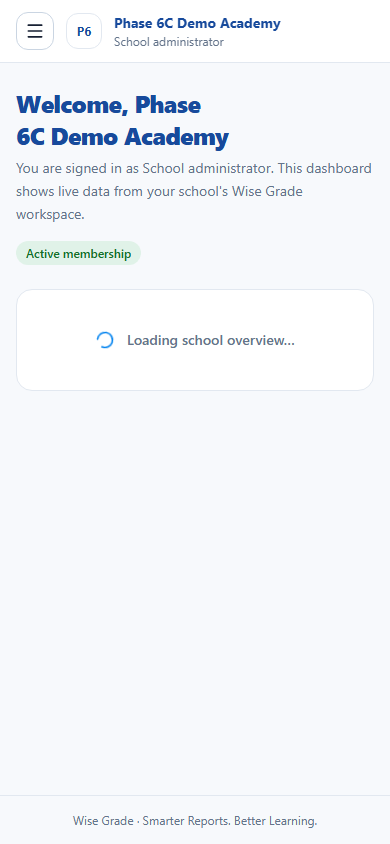 P6
Phase 6C Demo Academy
School administrator
Welcome, Phase
6C Demo Academy
You are signed in as School administrator. This dashboard
shows live data from your school's Wise Grade
workspace.
Active membership
Loading school overview...
Wise Grade · Smarter Reports. Better Learning.